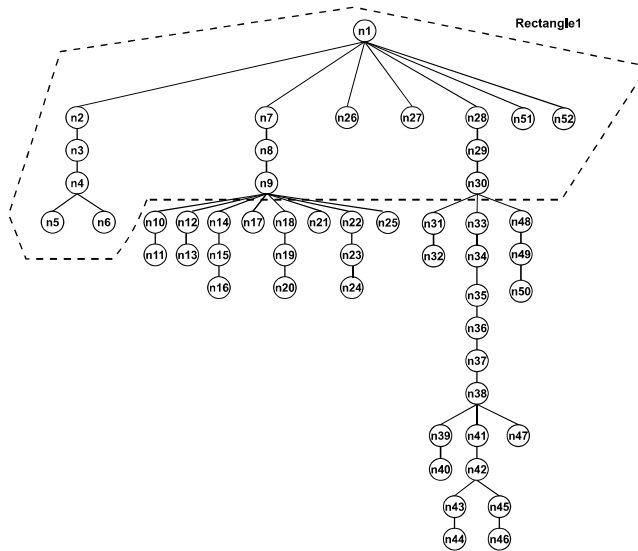 Rectangle1
n1
n2 n7 n26 n27 n28 n51 n52
n3 n8 n29
n4 n9 n30
n5 n6 n10 n12 n14 n17 n18 n21 n22 n25 n31 n33 n48
n11 n13 n15 n19 n23 n32 n34 n49
n16 n20 n24 n35 n50
n36
n37
n38
n39 n41 n47
n40 n42
n43 n45
n44 n46